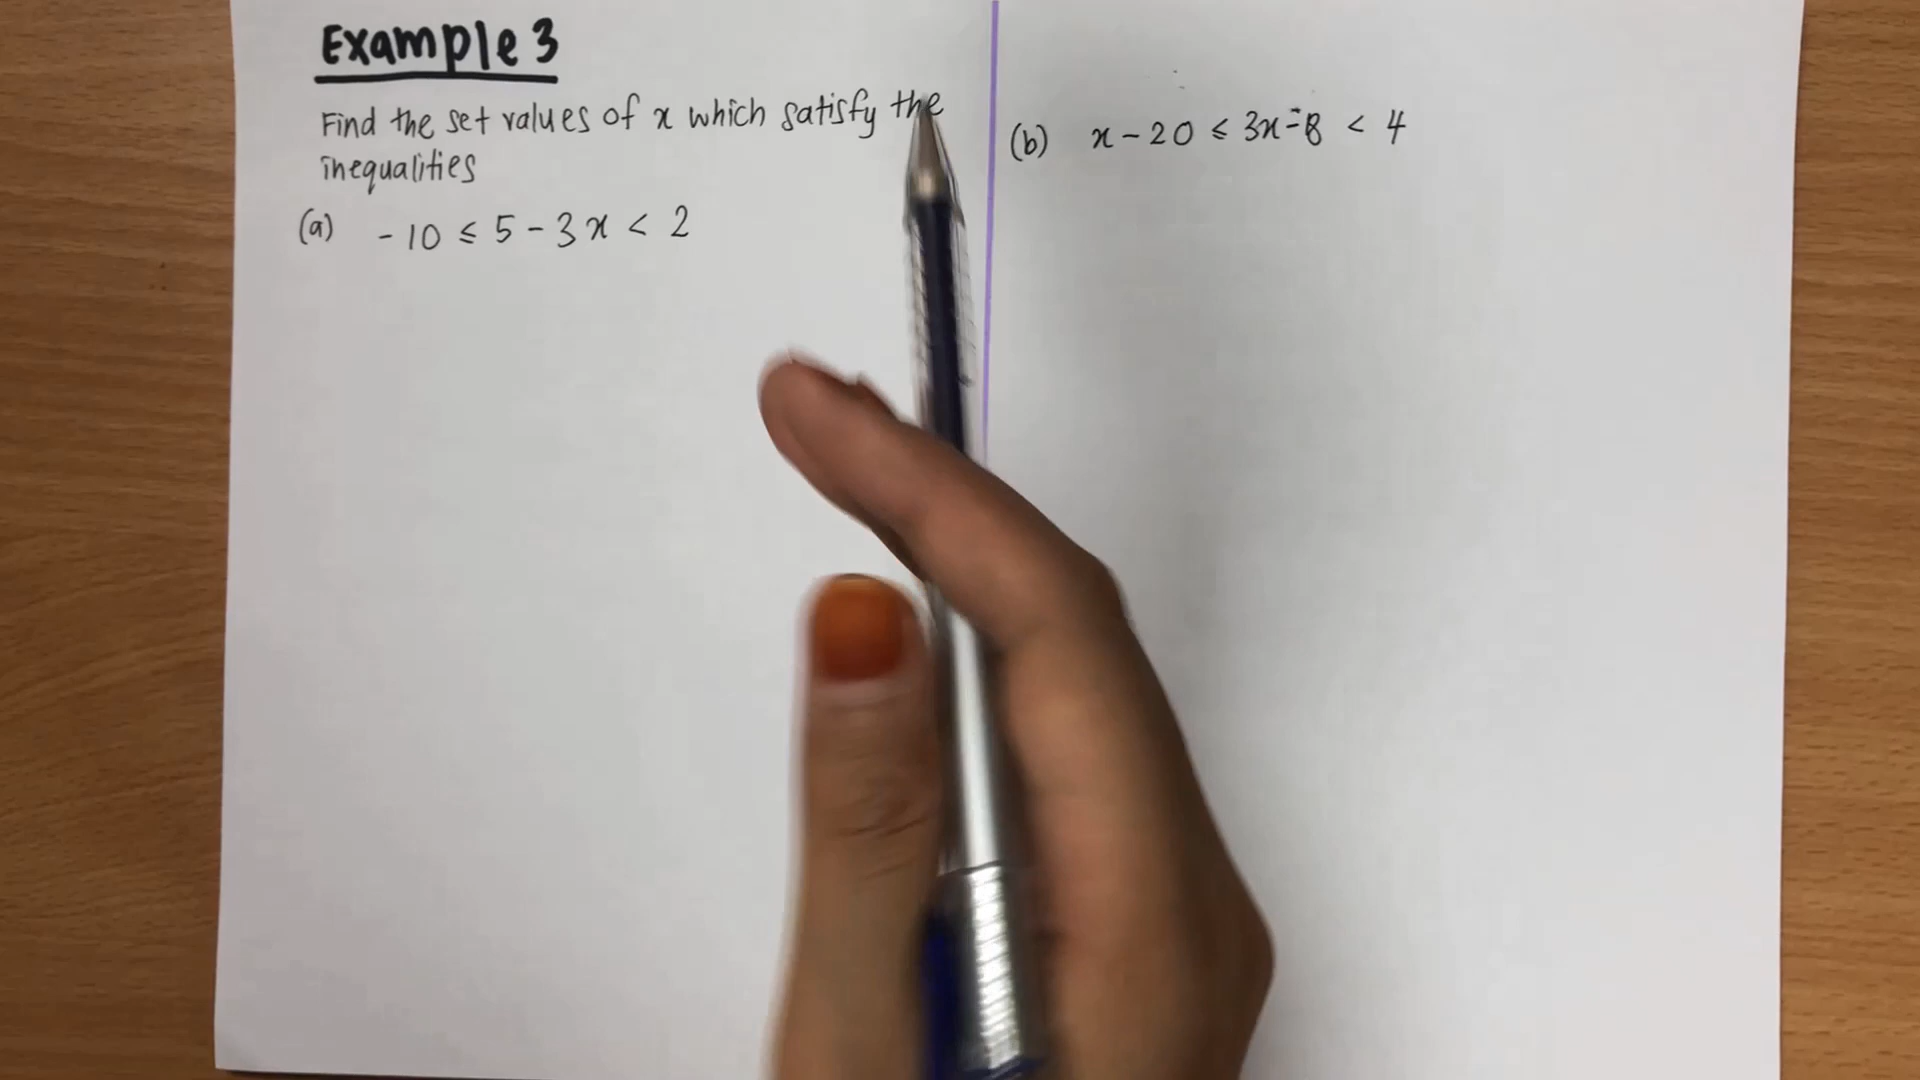 Example 3
Find the set values of x which satisfy the
inequalities
(a) -10 ≤ 5 - 3x < 2
(b) x - 20 ≤ 3x - 8 < 4